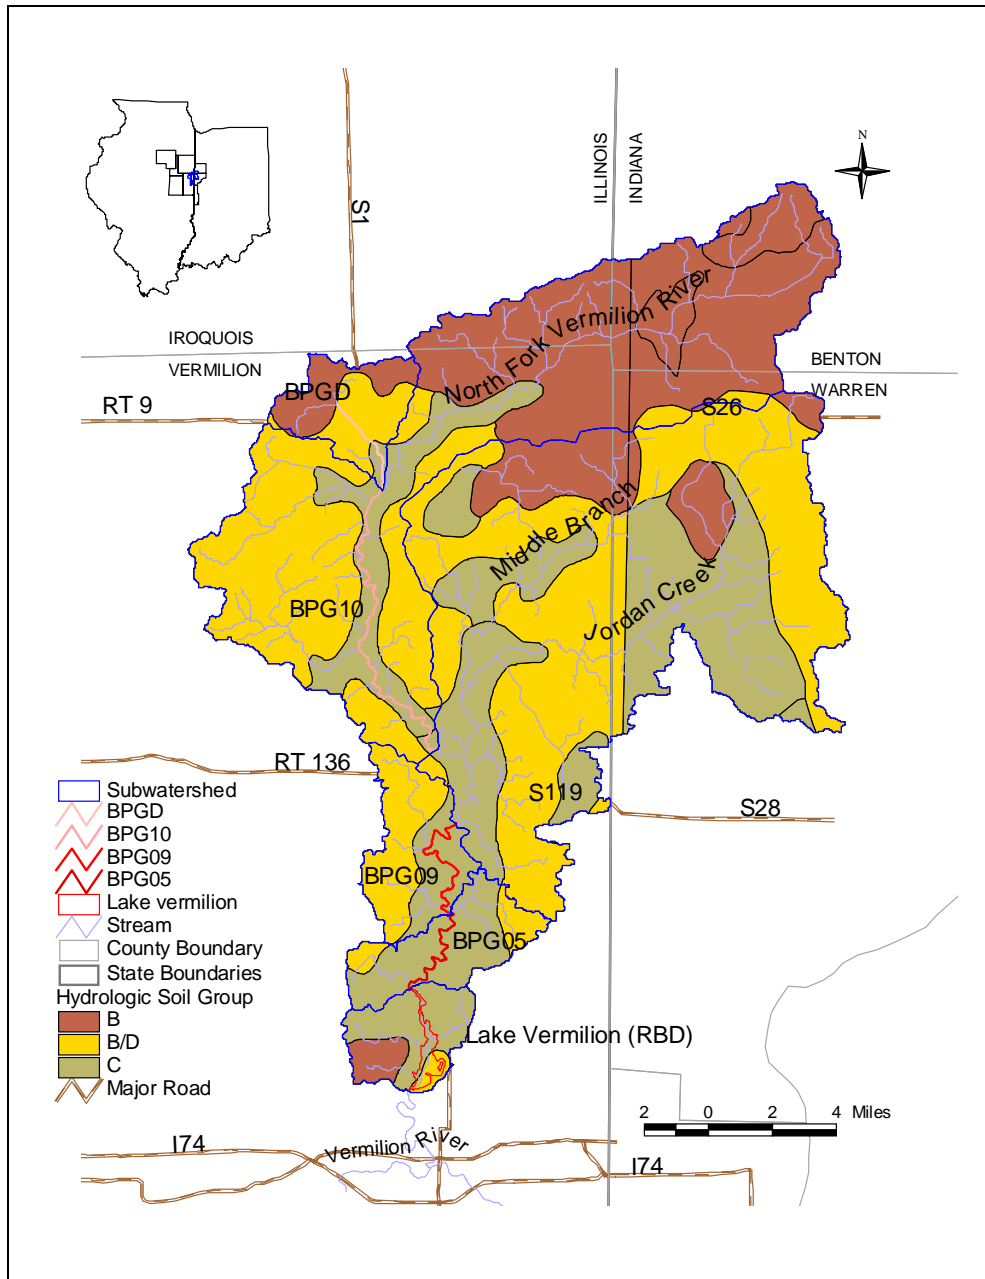 N
ILLINOIS
INDIANA
S1
North Fork Vermilion River
IROQUOIS
VERMILION
BENTON
WARREN
BPGD
RT 9
S26
Middle Branch
Jordan Creek
BPG10
RT 136
S119
S28
BPG09
BPG05
Lake Vermilion (RBD)
Subwatershed
BPGD
BPG10
BPG09
BPG05
Lake vermilion
Stream
County Boundary
State Boundaries
Hydrologic Soil Group
B
B/D
C
Major Road
2 0 2 4 Miles
I74
Vermilion River
I74